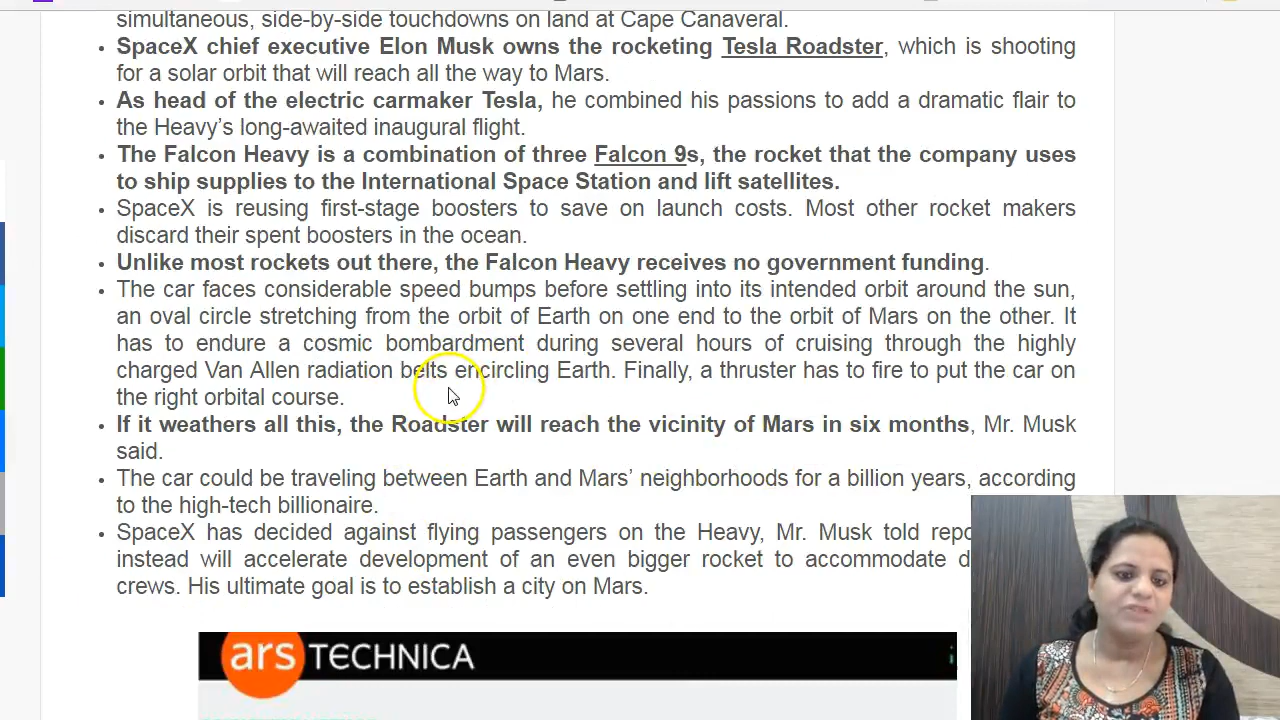 simultaneous, side-by-side touchdowns on land at Cape Canaveral.
• SpaceX chief executive Elon Musk owns the rocketing Tesla Roadster, which is shooting
for a solar orbit that will reach all the way to Mars.
• As head of the electric carmaker Tesla, he combined his passions to add a dramatic flair to
the Heavy’s long-awaited inaugural flight.
• The Falcon Heavy is a combination of three Falcon 9s, the rocket that the company uses
to ship supplies to the International Space Station and lift satellites.
• SpaceX is reusing first-stage boosters to save on launch costs. Most other rocket makers
discard their spent boosters in the ocean.
• Unlike most rockets out there, the Falcon Heavy receives no government funding.
• The car faces considerable speed bumps before settling into its intended orbit around the sun,
an oval circle stretching from the orbit of Earth on one end to the orbit of Mars on the other. It
has to endure a cosmic bombardment during several hours of cruising through the highly
charged Van Allen radiation belts encircling Earth. Finally, a thruster has to fire to put the car on
the right orbital course.
• If it weathers all this, the Roadster will reach the vicinity of Mars in six months, Mr. Musk
said.
• The car could be traveling between Earth and Mars’ neighborhoods for a billion years, according
to the high-tech billionaire.
• SpaceX has decided against flying passengers on the Heavy, Mr. Musk told
instead will accelerate development of an even bigger rocket to accommodate
crews. His ultimate goal is to establish a city on Mars.
ars TECHNICA